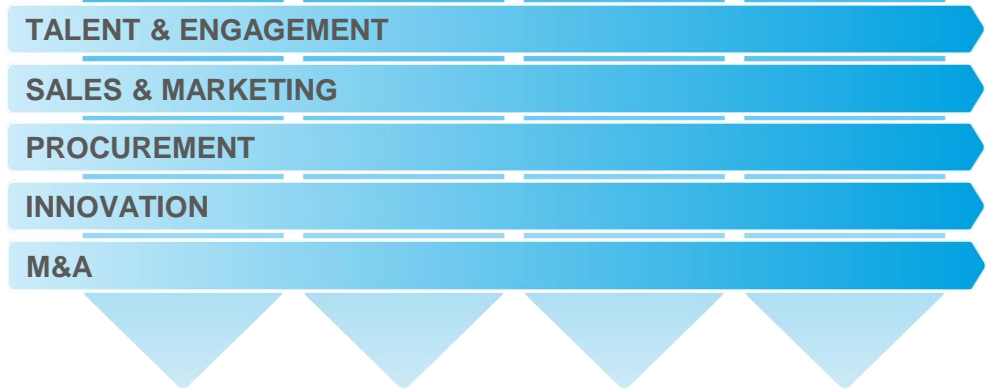 TALENT & ENGAGEMENT
SALES & MARKETING
PROCUREMENT
INNOVATION
M&A